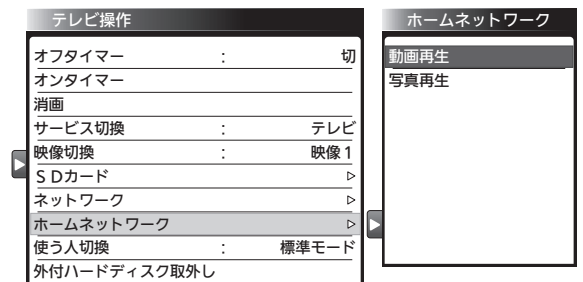 テレビ操作
オフタイマー : 切
オンタイマー
消画
サービス切換 : テレビ
映像切換 : 映像1
SDカード ▷
ネットワーク ▷
ホームネットワーク ▷
使う人切換 : 標準モード
外付ハードディスク取外し
ホームネットワーク
動画再生
写真再生